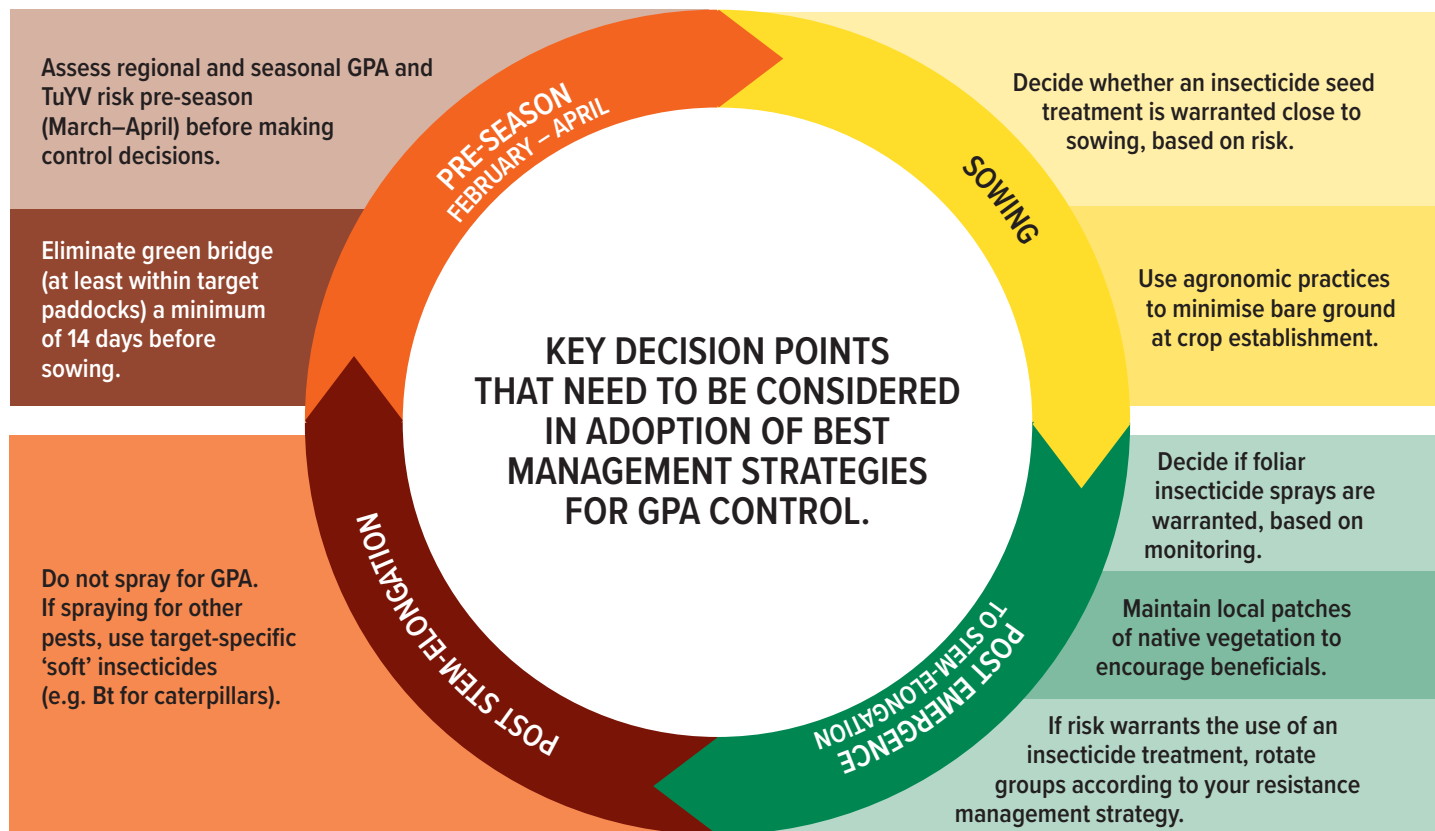 KEY DECISION POINTS
THAT NEED TO BE CONSIDERED
IN ADOPTION OF BEST
MANAGEMENT STRATEGIES
FOR GPA CONTROL.
PRE-SEASON
FEBRUARY – APRIL
Assess regional and seasonal GPA and
TuYV risk pre-season
(March–April) before making
control decisions.
Eliminate green bridge
(at least within target
paddocks) a minimum
of 14 days before
sowing.
SOWING
Decide whether an insecticide seed
treatment is warranted close to
sowing, based on risk.
Use agronomic practices
to minimise bare ground
at crop establishment.
POST EMERGENCE
TO STEM-ELONGATION
Decide if foliar
insecticide sprays are
warranted, based on
monitoring.
Maintain local patches
of native vegetation to
encourage beneficials.
If risk warrants the use of an
insecticide treatment, rotate
groups according to your resistance
management strategy.
POST STEM-ELONGATION
Do not spray for GPA.
If spraying for other
pests, use target-specific
‘soft’ insecticides
(e.g. Bt for caterpillars).